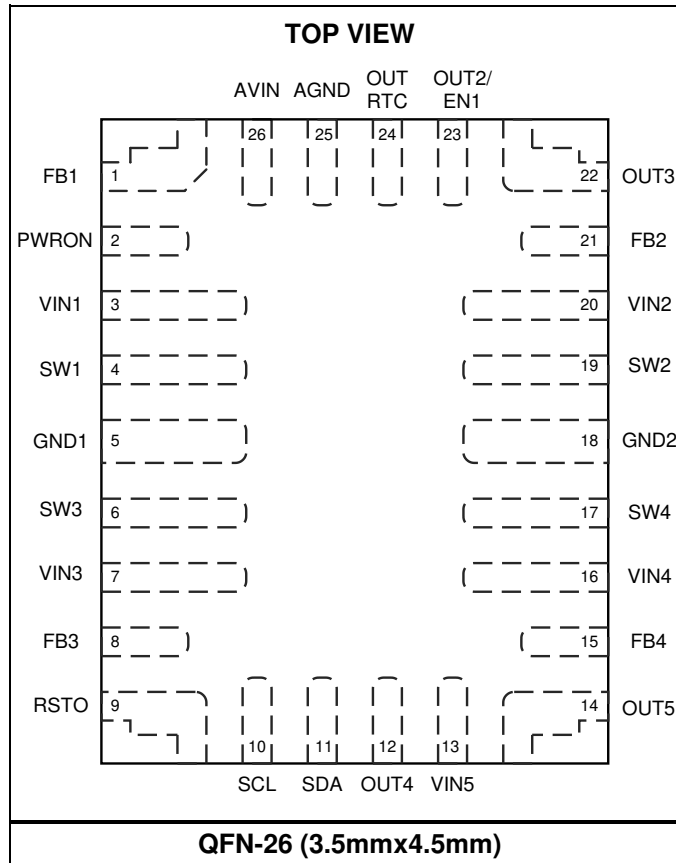 TOP VIEW
AVIN AGND OUT RTC OUT2/ EN1
26 25 24 23
FB1 1 22 OUT3
PWRON 2 21 FB2
VIN1 3 20 VIN2
SW1 4 19 SW2
GND1 5 18 GND2
SW3 6 17 SW4
VIN3 7 16 VIN4
FB3 8 15 FB4
RSTO 9 14 OUT5
10 11 12 13
SCL SDA OUT4 VIN5
QFN-26 (3.5mmx4.5mm)